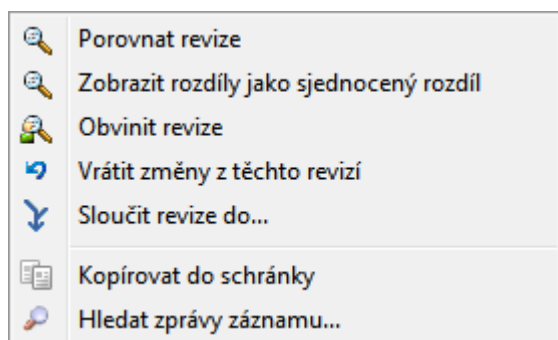 Porovnat revize
Zobrazit rozdíly jako sjednocený rozdíl
Obvinit revize
Vrátit změny z těchto revizí
Sloučit revize do...
Kopírovat do schránky
Hledat zprávy záznamu...